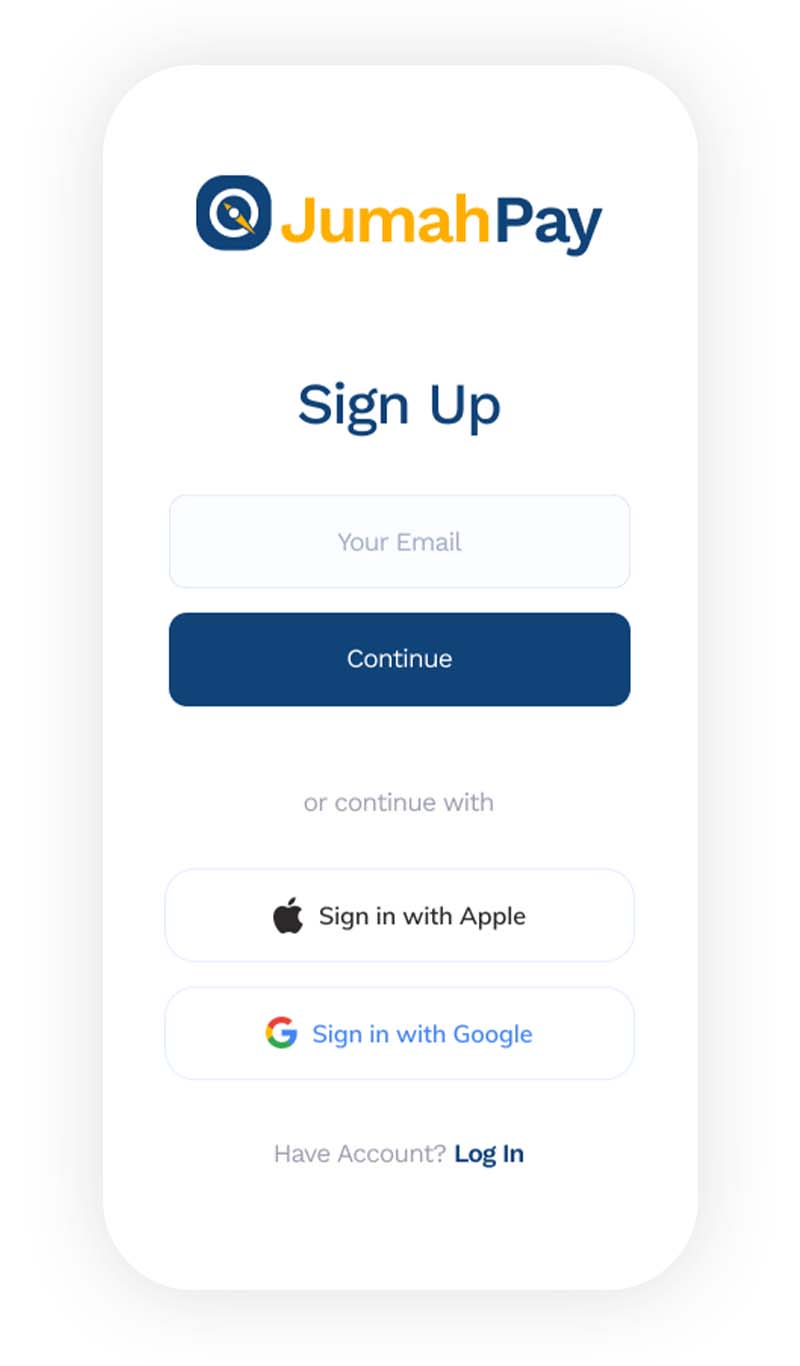 JumahPay
Sign Up
Your Email
Continue
or continue with
Sign in with Apple
Sign in with Google
Have Account? Log In